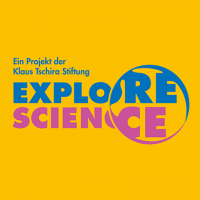 Ein Projekt der
Klaus Tschira Stiftung
EXPLORE
SCIENCE